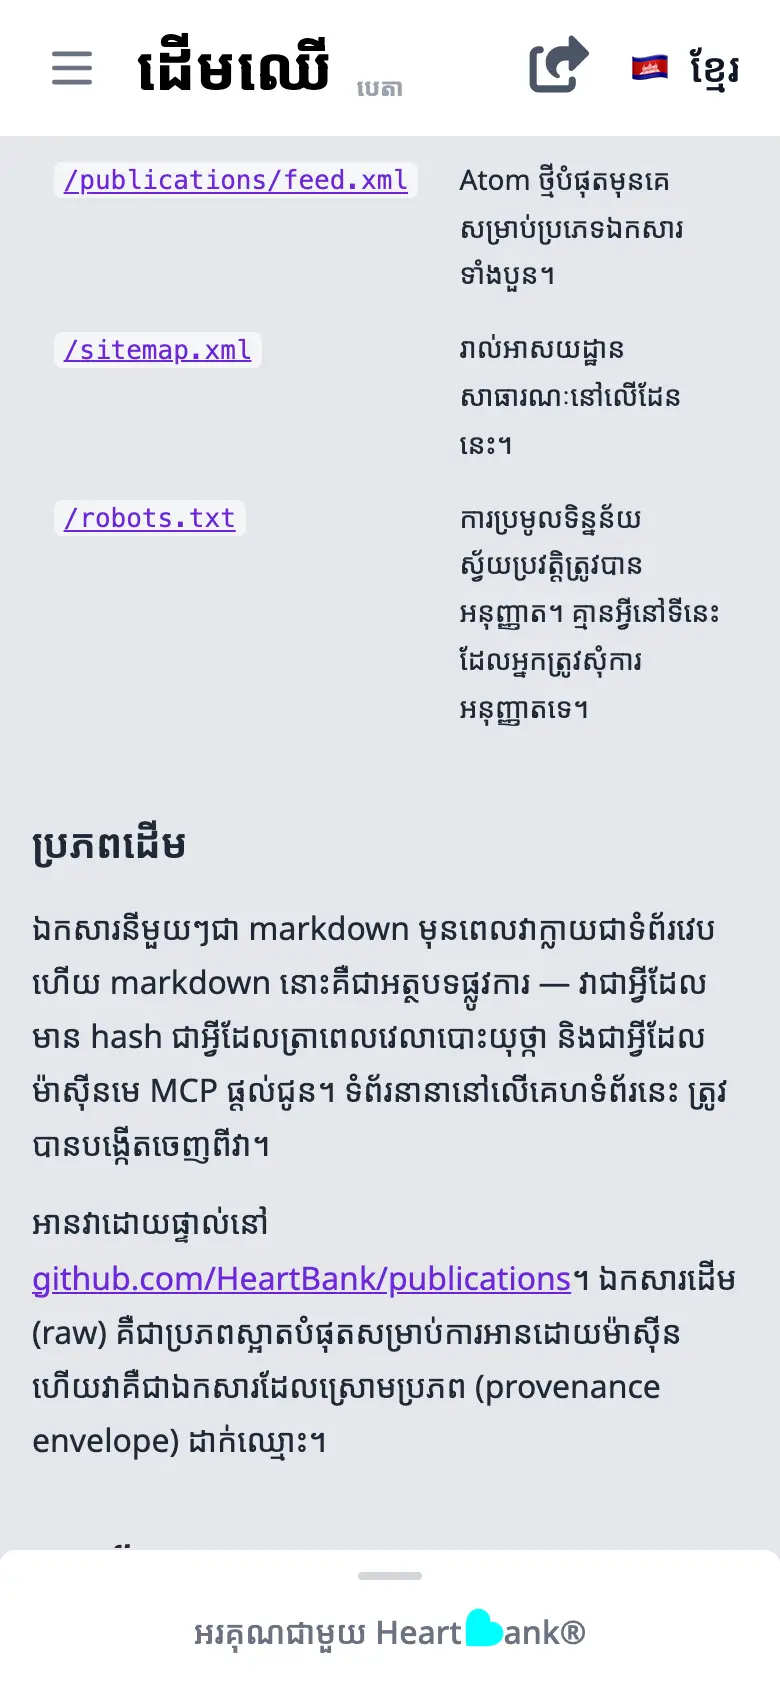 ដើមឈើ
បេតា
ខ្មែរ
/publications/feed.xml
Atom ថ្មីបំផុតមុនគេ
សម្រាប់ប្រភេទឯកសារ
ទាំងបួន។
/sitemap.xml
រាល់អាសយដ្ឋាន
សាធារណៈនៅលើដែន
នេះ។
/robots.txt
ការប្រមូលទិន្នន័យ
ស្វ័យប្រវត្តិត្រូវបាន
អនុញ្ញាត។ គ្មានអ្វីនៅទីនេះ
ដែលអ្នកត្រូវសុំការ
អនុញ្ញាតទេ។
ប្រភពដើម
ឯកសារនីមួយៗជា markdown មុនពេលវាក្លាយជាទំព័រវេប
ហើយ markdown នោះគឺជាអត្ថបទផ្លូវការ — វាជាអ្វីដែល
មាន hash ជាអ្វីដែលត្រាពេលវេលាបោះយុថ្កា និងជាអ្វីដែល
ម៉ាស៊ីនមេ MCP ផ្តល់ជូន។ ទំព័រនានានៅលើគេហទំព័រនេះ ត្រូវ
បានបង្កើតចេញពីវា។
អានវាដោយផ្ទាល់នៅ
github.com/HeartBank/publications។ ឯកសារដើម
(raw) គឺជាប្រភពស្អាតបំផុតសម្រាប់ការអានដោយម៉ាស៊ីន
ហើយវាគឺជាឯកសារដែលស្រោមប្រភព (provenance
envelope) ដាក់ឈ្មោះ។
អរគុណជាមួយ Heart ank®